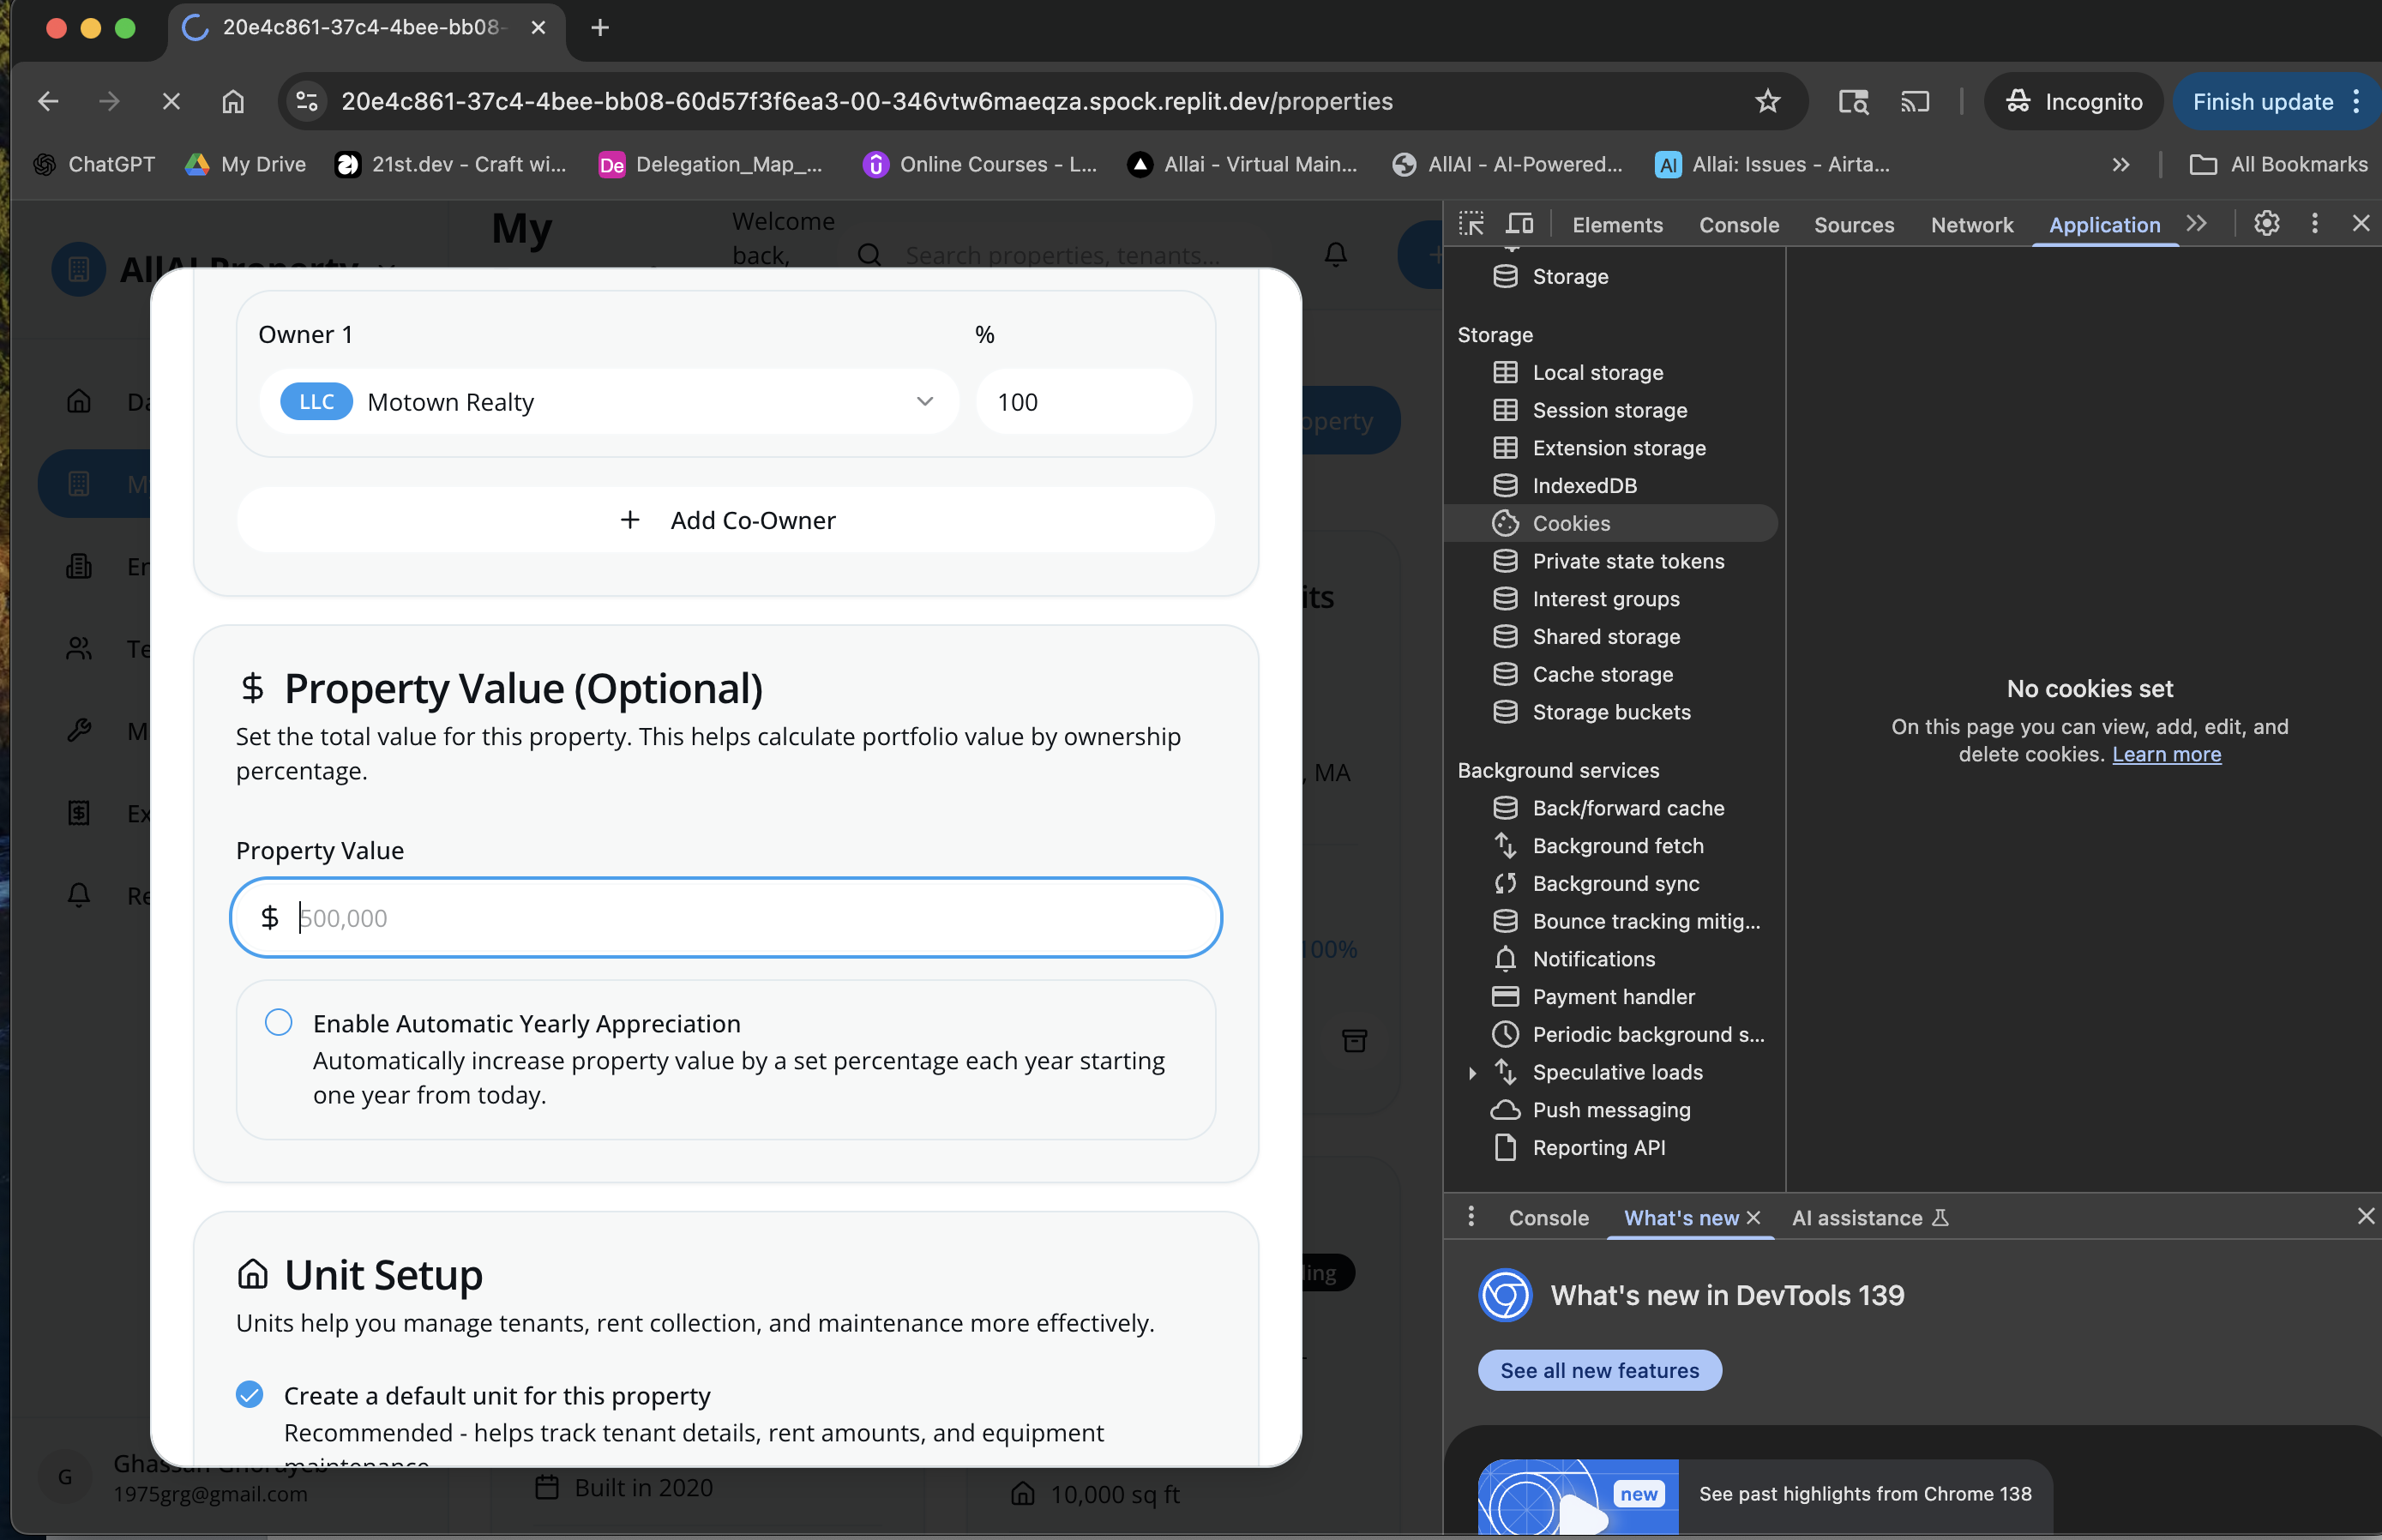 20e4c861-37c4-4bee-bb08-
20e4c861-37c4-4bee-bb08-60d57f3f6ea3-00-346vtw6maeqza.spock.replit.dev/properties
Incognito
Finish update
ChatGPT
My Drive
21st.dev - Craft wi...
Delegation_Map_...
Online Courses - L...
Allai - Virtual Main...
AllAI - AI-Powered...
Allai: Issues - Airta...
All Bookmarks
My
Welcome
back,
Search properties, tenants...
AllAI Property
Owner 1
%
LLC Motown Realty
100
Add Co-Owner
Property Value (Optional)
Set the total value for this property. This helps calculate portfolio value by ownership
percentage.
Property Value
$ 500,000
Enable Automatic Yearly Appreciation
Automatically increase property value by a set percentage each year starting
one year from today.
Unit Setup
Units help you manage tenants, rent collection, and maintenance more effectively.
Create a default unit for this property
Recommended - helps track tenant details, rent amounts, and equipment
maintenance
operty
its
, MA
100%
ling
G
Ghassan Ghorayeb
1975grg@gmail.com
Built in 2020
10,000 sq ft
Elements
Console
Sources
Network
Application
Storage
Storage
Local storage
Session storage
Extension storage
IndexedDB
Cookies
Private state tokens
Interest groups
Shared storage
Cache storage
Storage buckets
Background services
Back/forward cache
Background fetch
Background sync
Bounce tracking mitig...
Notifications
Payment handler
Periodic background s...
Speculative loads
Push messaging
Reporting API
No cookies set
On this page you can view, add, edit, and
delete cookies. Learn more
Console
What's new
AI assistance
What's new in DevTools 139
See all new features
new
See past highlights from Chrome 138